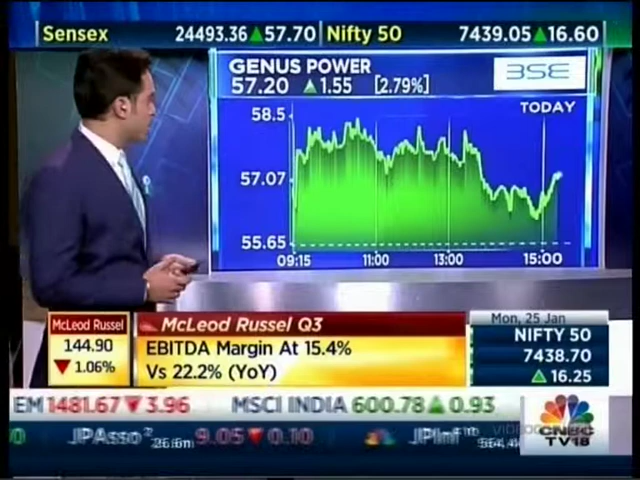 Sensex 24493.36 ▲57.70 Nifty 50 7439.05 ▲16.60
GENUS POWER
57.20 ▲1.55 [2.79%]
BSE
TODAY
58.5
57.07
55.65
09:15 11:00 13:00 15:00
McLeod Russel
144.90
▼1.06%
McLeod Russel Q3
EBITDA Margin At 15.4%
Vs 22.2% (YoY)
Mon, 25 Jan
NIFTY 50
7438.70
▲16.25
EM 1481.67▼3.96 MSCI INDIA 600.78▲0.93
JPAsso 9.05▼0.10
CNBC
TV18